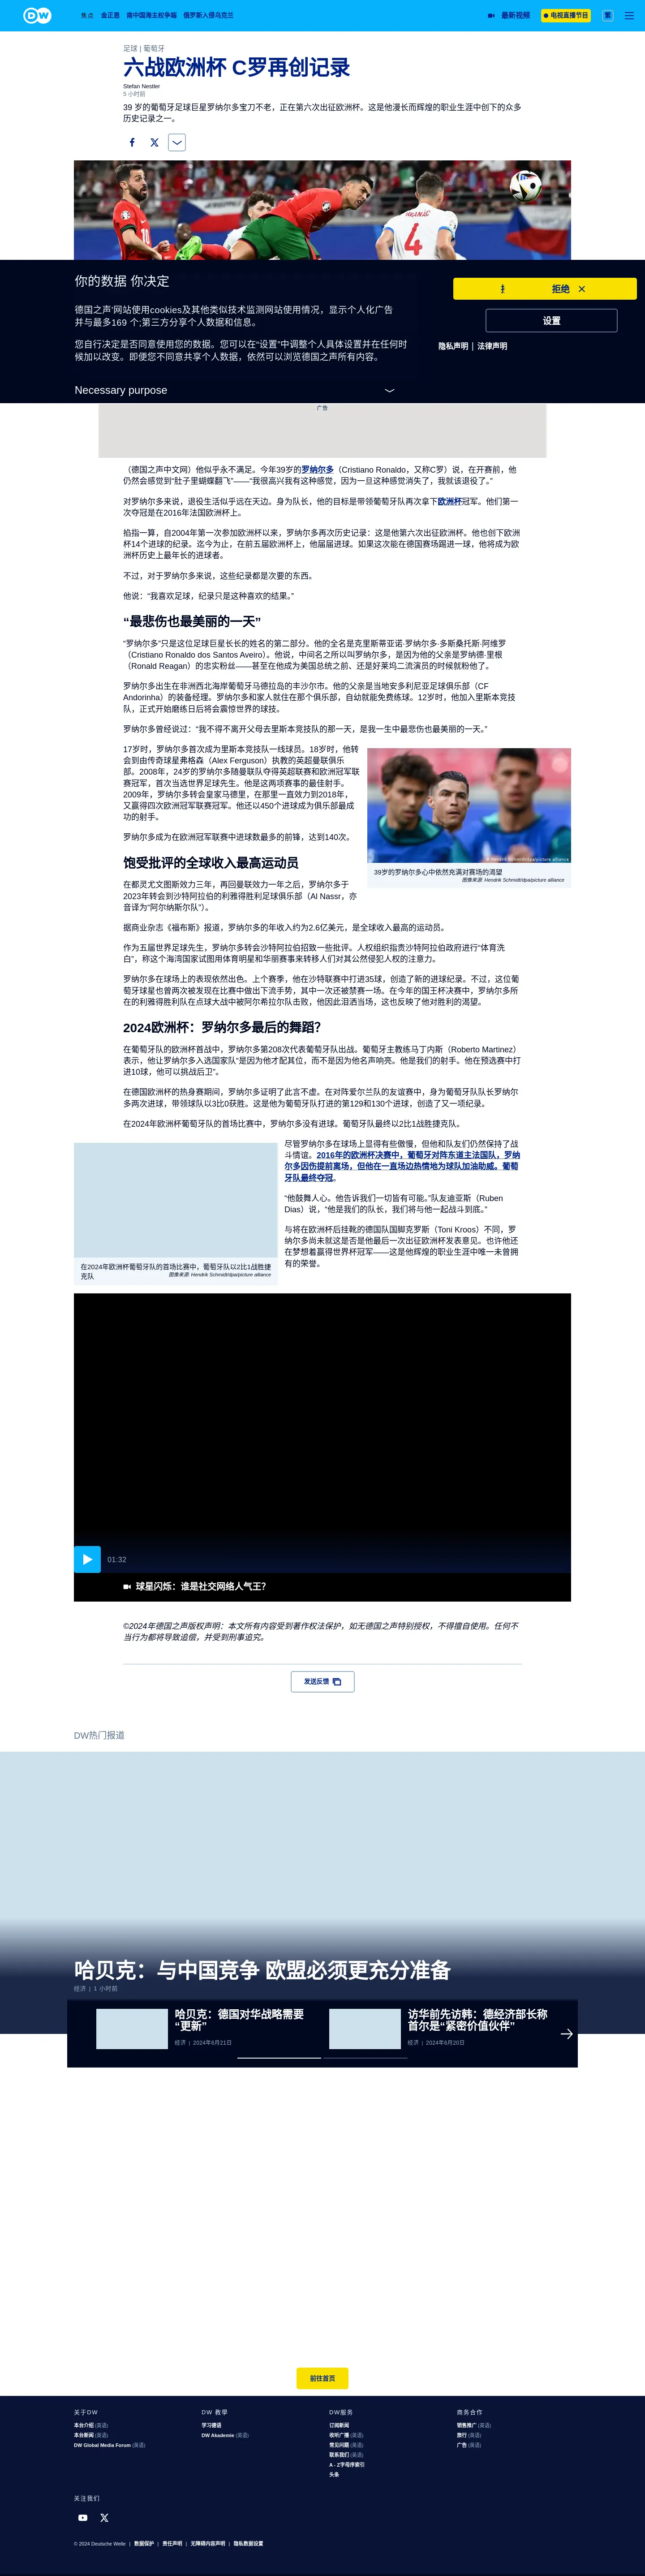 DW
焦点 金正恩 南中国海主权争端 俄罗斯入侵乌克兰
最新视频 电视直播节目 繁
足球 | 葡萄牙
六战欧洲杯 C罗再创记录
Stefan Nestler
5 小时前
39 岁的葡萄牙足球巨星罗纳尔多宝刀不老，正在第六次出征欧洲杯。这是他漫长而辉煌的职业生涯中创下的众多
历史记录之一。
你的数据 你决定
德国之声˙网站使用cookies及其他类似技术监测网站使用情况，显示个人化广告
并与最多169 个;第三方分享个人数据和信息。
您自行决定是否同意使用您的数据。您可以在“设置”中调整个人具体设置并在任何时
候加以改变。即便您不同意共享个人数据，依然可以浏览德国之声所有内容。
Necessary purpose
拒绝
设置
隐私声明 | 法律声明
广告
（德国之声中文网）他似乎永不满足。今年39岁的罗纳尔多（Cristiano Ronaldo，又称C罗）说，在开赛前，他
仍然会感觉到“肚子里蝴蝶翻飞”——“我很高兴我有这种感觉，因为一旦这种感觉消失了，我就该退役了。”
对罗纳尔多来说，退役生活似乎远在天边。身为队长，他的目标是带领葡萄牙队再次拿下欧洲杯冠军。他们第一
次夺冠是在2016年法国欧洲杯上。
掐指一算，自2004年第一次参加欧洲杯以来，罗纳尔多再次历史记录：这是他第六次出征欧洲杯。他也创下欧洲
杯14个进球的纪录。迄今为止，在前五届欧洲杯上，他届届进球。如果这次能在德国赛场踢进一球，他将成为欧
洲杯历史上最年长的进球者。
不过，对于罗纳尔多来说，这些纪录都是次要的东西。
他说：“我喜欢足球，纪录只是这种喜欢的结果。”
“最悲伤也最美丽的一天”
“罗纳尔多”只是这位足球巨星长长的姓名的第二部分。他的全名是克里斯蒂亚诺·罗纳尔多·多斯桑托斯·阿维罗
（Cristiano Ronaldo dos Santos Aveiro）。他说，中间名之所以叫罗纳尔多，是因为他的父亲是罗纳德·里根
（Ronald Reagan）的忠实粉丝——甚至在他成为美国总统之前、还是好莱坞二流演员的时候就粉他了。
罗纳尔多出生在非洲西北海岸葡萄牙马德拉岛的丰沙尔市。他的父亲是当地安多利尼亚足球俱乐部（CF
Andorinha）的装备经理。罗纳尔多和家人就住在那个俱乐部，自幼就能免费练球。12岁时，他加入里斯本竞技
队，正式开始磨练日后将会震惊世界的球技。
罗纳尔多曾经说过：“我不得不离开父母去里斯本竞技队的那一天，是我一生中最悲伤也最美丽的一天。”
17岁时，罗纳尔多首次成为里斯本竞技队一线球员。18岁时，他转
会到由传奇球星弗格森（Alex Ferguson）执教的英超曼联俱乐
部。2008年，24岁的罗纳尔多随曼联队夺得英超联赛和欧洲冠军联
赛冠军，首次当选世界足球先生。他是这两项赛事的最佳射手。
2009年，罗纳尔多转会皇家马德里，在那里一直效力到2018年，
又赢得四次欧洲冠军联赛冠军。他还以450个进球成为俱乐部最成
功的射手。
39岁的罗纳尔多心中依然充满对赛场的渴望
图像来源: Hendrik Schmidt/dpa/picture alliance
罗纳尔多成为在欧洲冠军联赛中进球数最多的前锋，达到140次。
饱受批评的全球收入最高运动员
在都灵尤文图斯效力三年，再回曼联效力一年之后，罗纳尔多于
2023年转会到沙特阿拉伯的利雅得胜利足球俱乐部（Al Nassr，亦
音译为“阿尔纳斯尔队”）。
据商业杂志《福布斯》报道，罗纳尔多的年收入约为2.6亿美元，是全球收入最高的运动员。
作为五届世界足球先生，罗纳尔多转会沙特阿拉伯招致一些批评。人权组织指责沙特阿拉伯政府进行“体育洗
白”，称这个海湾国家试图用体育明星和华丽赛事来转移人们对其公然侵犯人权的注意力。
罗纳尔多在球场上的表现依然出色。上个赛季，他在沙特联赛中打进35球，创造了新的进球纪录。不过，这位葡
萄牙球星也曾两次被发现在比赛中做出下流手势，其中一次还被禁赛一场。在今年的国王杯决赛中，罗纳尔多所
在的利雅得胜利队在点球大战中被阿尔希拉尔队击败，他因此泪洒当场，这也反映了他对胜利的渴望。
2024欧洲杯：罗纳尔多最后的舞蹈？
在葡萄牙队的欧洲杯首战中，罗纳尔多第208次代表葡萄牙队出战。葡萄牙主教练马丁内斯（Roberto Martinez）
表示，他让罗纳尔多入选国家队“是因为他才配其位，而不是因为他名声响亮。他是我们的射手。他在预选赛中打
进10球，他可以挑战后卫”。
在德国欧洲杯的热身赛期间，罗纳尔多证明了此言不虚。在对阵爱尔兰队的友谊赛中，身为葡萄牙队队长罗纳尔
多两次进球，带领球队以3比0获胜。这是他为葡萄牙队打进的第129和130个进球，创造了又一项纪录。
在2024年欧洲杯葡萄牙队的首场比赛中，罗纳尔多没有进球。葡萄牙队最终以2比1战胜捷克队。
在2024年欧洲杯葡萄牙队的首场比赛中，葡萄牙队以2比1战胜捷
克队
图像来源: Hendrik Schmidt/dpa/picture alliance
尽管罗纳尔多在球场上显得有些傲慢，但他和队友们仍然保持了战
斗情谊。2016年的欧洲杯决赛中，葡萄牙对阵东道主法国队，罗纳
尔多因伤提前离场，但他在一直场边热情地为球队加油助威。葡萄
牙队最终夺冠。
“他鼓舞人心。他告诉我们一切皆有可能。”队友迪亚斯（Ruben
Dias）说，“他是我们的队长，我们将与他一起战斗到底。”
与将在欧洲杯后挂靴的德国队国脚克罗斯（Toni Kroos）不同，罗
纳尔多尚未就这是否是他最后一次出征欧洲杯发表意见。也许他还
在梦想着赢得世界杯冠军——这是他辉煌的职业生涯中唯一未曾拥
有的荣誉。
01:32
球星闪烁：谁是社交网络人气王？
©2024年德国之声版权声明：本文所有内容受到著作权法保护，如无德国之声特别授权，不得擅自使用。任何不
当行为都将导致追偿，并受到刑事追究。
发送反馈
DW热门报道
哈贝克：与中国竞争 欧盟必须更充分准备
经济 | 1 小时前
哈贝克：德国对华战略需要
“更新”
经济 | 2024年6月21日
访华前先访韩：德经济部长称
首尔是“紧密价值伙伴”
经济 | 2024年6月20日
前往首页
关于DW
本台介绍 (英语)
本台新闻 (英语)
DW Global Media Forum (英语)
DW 教學
学习德语
DW Akademie (英语)
DW服务
订阅新闻
收听广播 (英语)
常见问题 (英语)
联系我们 (英语)
A - Z字母序索引
头条
商务合作
销售推广 (英语)
旅行 (英语)
广告 (英语)
关注我们
© 2024 Deutsche Welle | 数据保护 | 责任声明 | 无障碍内容声明 | 隐私数据设置